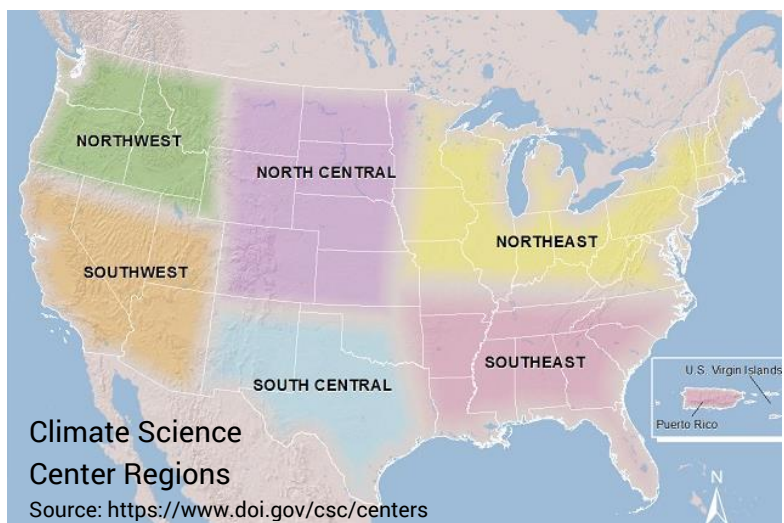 NORTHWEST
NORTH CENTRAL
NORTHEAST
SOUTHWEST
SOUTHEAST
SOUTH CENTRAL
U.S. Virgin Islands
Puerto Rico
Climate Science
Center Regions
Source: https://www.doi.gov/csc/centers
N